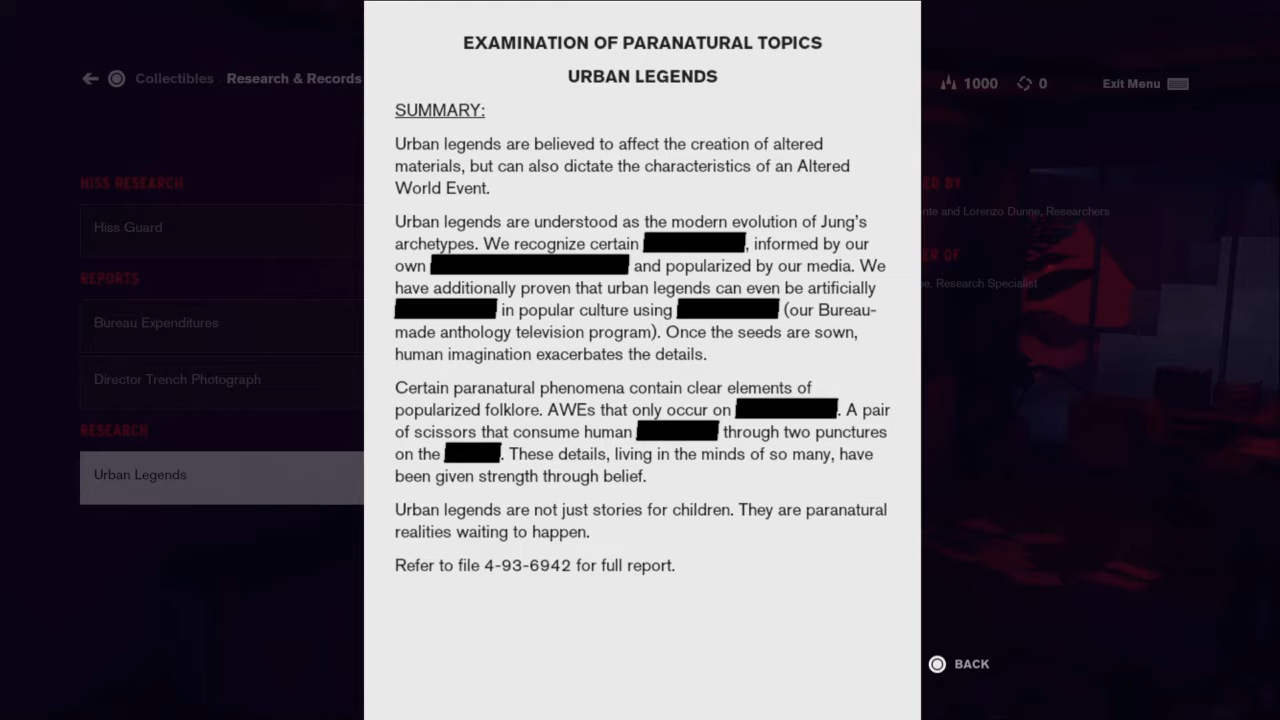 EXAMINATION OF PARANATURAL TOPICS
URBAN LEGENDS
Collectibles Research & Records
1000 0 Exit Menu
SUMMARY:
Urban legends are believed to affect the creation of altered
materials, but can also dictate the characteristics of an Altered
World Event.
Urban legends are understood as the modern evolution of Jung's
archetypes. We recognize certain , informed by our
own and popularized by our media. We
have additionally proven that urban legends can even be artificially
in popular culture using (our Bureau-
made anthology television program). Once the seeds are sown,
human imagination exacerbates the details.
Certain paranatural phenomena contain clear elements of
popularized folklore. AWEs that only occur on . A pair
of scissors that consume human through two punctures
on the . These details, living in the minds of so many, have
been given strength through belief.
Urban legends are not just stories for children. They are paranatural
realities waiting to happen.
Refer to file 4-93-6942 for full report.
HISS RESEARCH
Hiss Guard
REPORTS
Bureau Expenditures
Director Trench Photograph
RESEARCH
Urban Legends
BY
and Lorenzo Dunne, Researchers
OF
Research Specialist
BACK